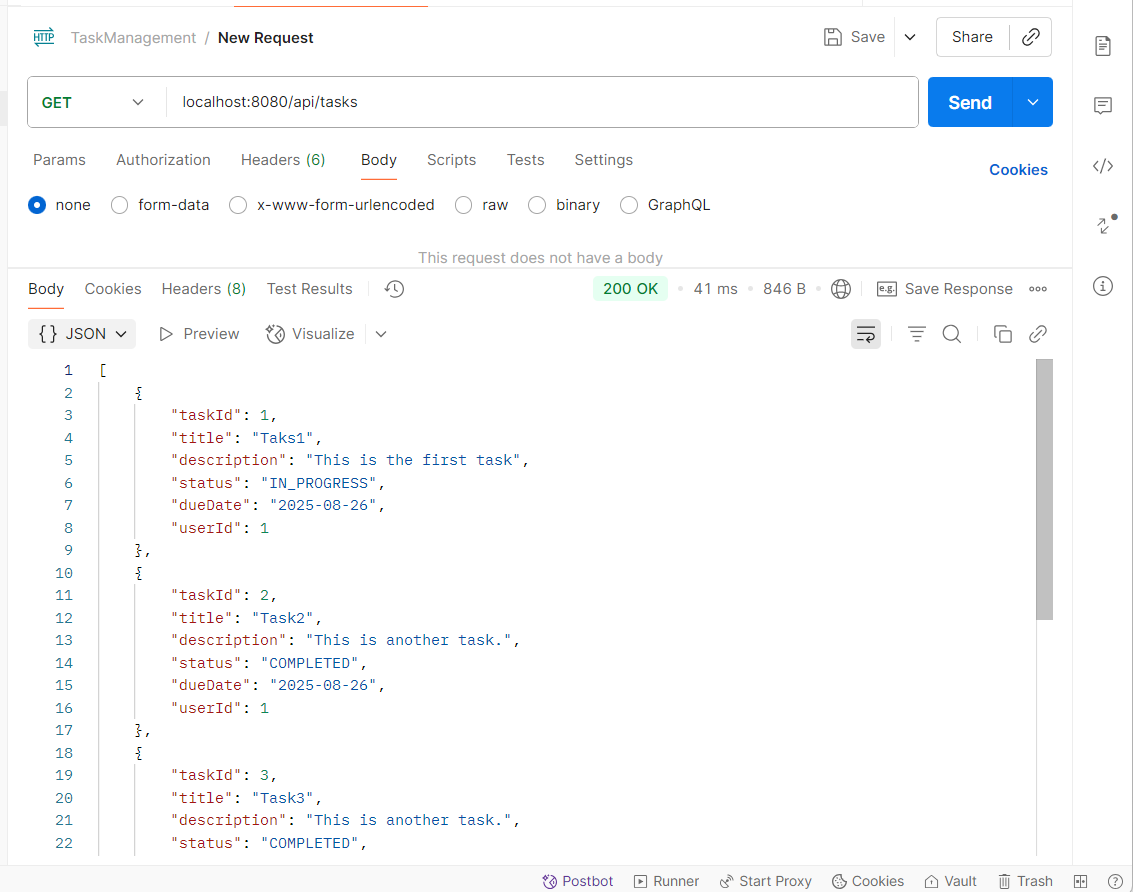 HTTP TaskManagement / New Request Save Share
GET localhost:8080/api/tasks Send
Params Authorization Headers (6) Body Scripts Tests Settings Cookies
none form-data x-www-form-urlencoded raw binary GraphQL
This request does not have a body
Body Cookies Headers (8) Test Results 200 OK 41 ms 846 B e.g. Save Response
{} JSON Preview Visualize
1 [
2 {
3 "taskId": 1,
4 "title": "Taks1",
5 "description": "This is the first task",
6 "status": "IN_PROGRESS",
7 "dueDate": "2025-08-26",
8 "userId": 1
9 },
10 {
11 "taskId": 2,
12 "title": "Task2",
13 "description": "This is another task.",
14 "status": "COMPLETED",
15 "dueDate": "2025-08-26",
16 "userId": 1
17 },
18 {
19 "taskId": 3,
20 "title": "Task3",
21 "description": "This is another task.",
22 "status": "COMPLETED",
Postbot Runner Start Proxy Cookies Vault Trash